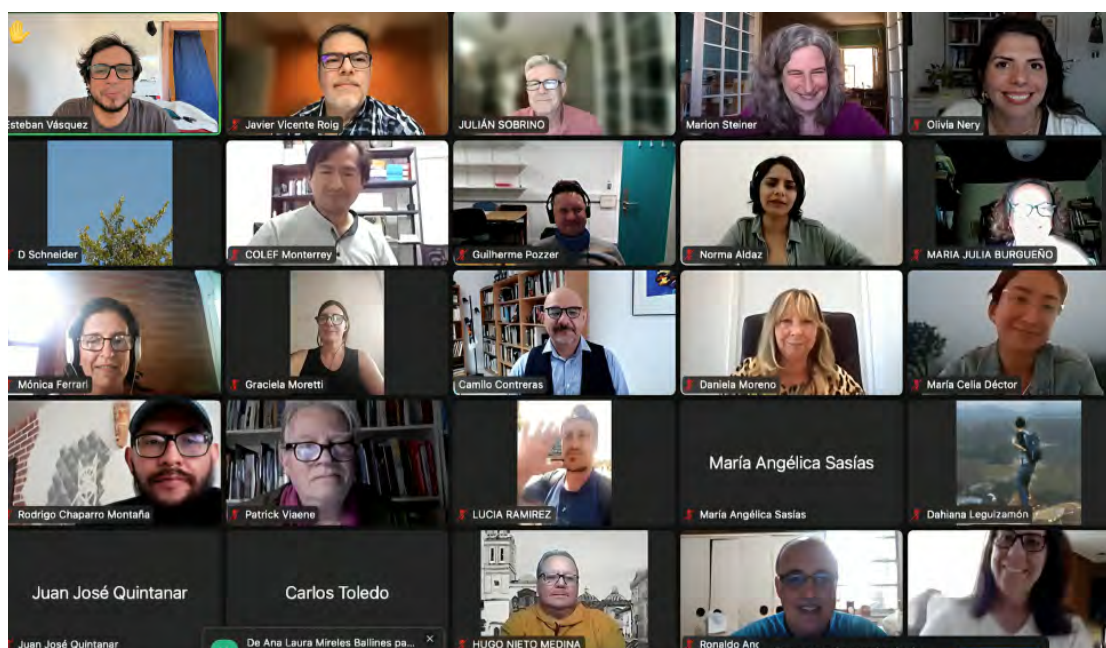 Esteban Vásquez
Javier Vicente Roig
JULIÁN SOBRINO
Marion Steiner
Olivia Nery
D Schneider
COLEF Monterrey
Guilherme Pozzer
Norma Aldaz
MARIA JULIA BURGUEÑO
Mónica Ferrari
Graciela Moretti
Camilo Contreras
Daniela Moreno
María Celia Déctor
Rodrigo Chaparro Montaña
Patrick Viaene
LUCIA RAMIREZ
María Angélica Sasías
María Angélica Sasías
Dahiana Leguizamón
Juan José Quintanar
Carlos Toledo
Juan José Quintanar
De Ana Laura Mireles Ballines pa...
HUGO NIETO MEDINA
Ronaldo